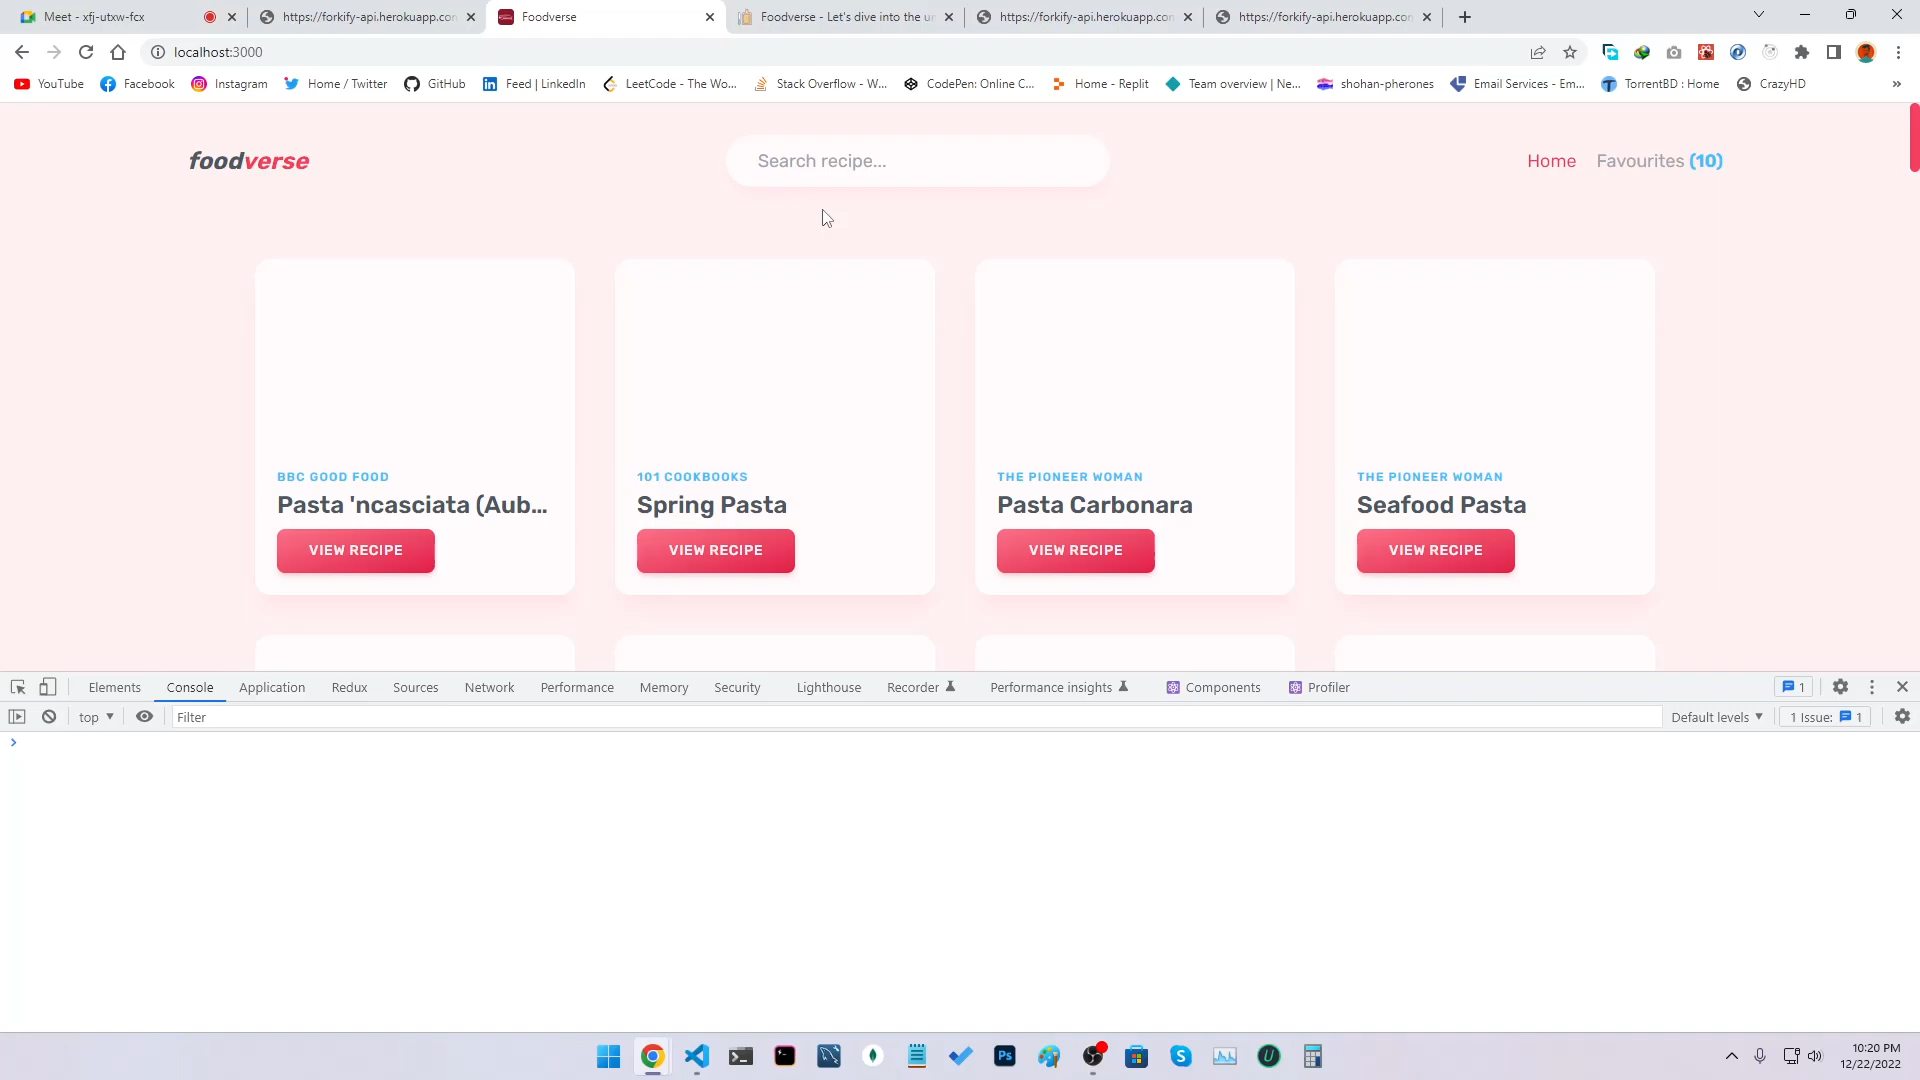 Meet - xfj-utxw-fcx
https://forkify-api.herokuapp.con
Foodverse
Foodverse - Let's dive into the un
https://forkify-api.herokuapp.con
https://forkify-api.herokuapp.con
localhost:3000
YouTube
Facebook
Instagram
Home / Twitter
GitHub
Feed | LinkedIn
LeetCode - The Wo...
Stack Overflow - W...
CodePen: Online C...
Home - Replit
Team overview | Ne...
shohan-pherones
Email Services - Em...
TorrentBD : Home
CrazyHD
»
foodverse
Search recipe...
Home
Favourites (10)
BBC GOOD FOOD
Pasta 'ncasciata (Aub...
VIEW RECIPE
101 COOKBOOKS
Spring Pasta
VIEW RECIPE
THE PIONEER WOMAN
Pasta Carbonara
VIEW RECIPE
THE PIONEER WOMAN
Seafood Pasta
VIEW RECIPE
Elements
Console
Application
Redux
Sources
Network
Performance
Memory
Security
Lighthouse
Recorder
Performance insights
Components
Profiler
1
top
Filter
Default levels
1 Issue: 1
Ps
10:20 PM
12/22/2022